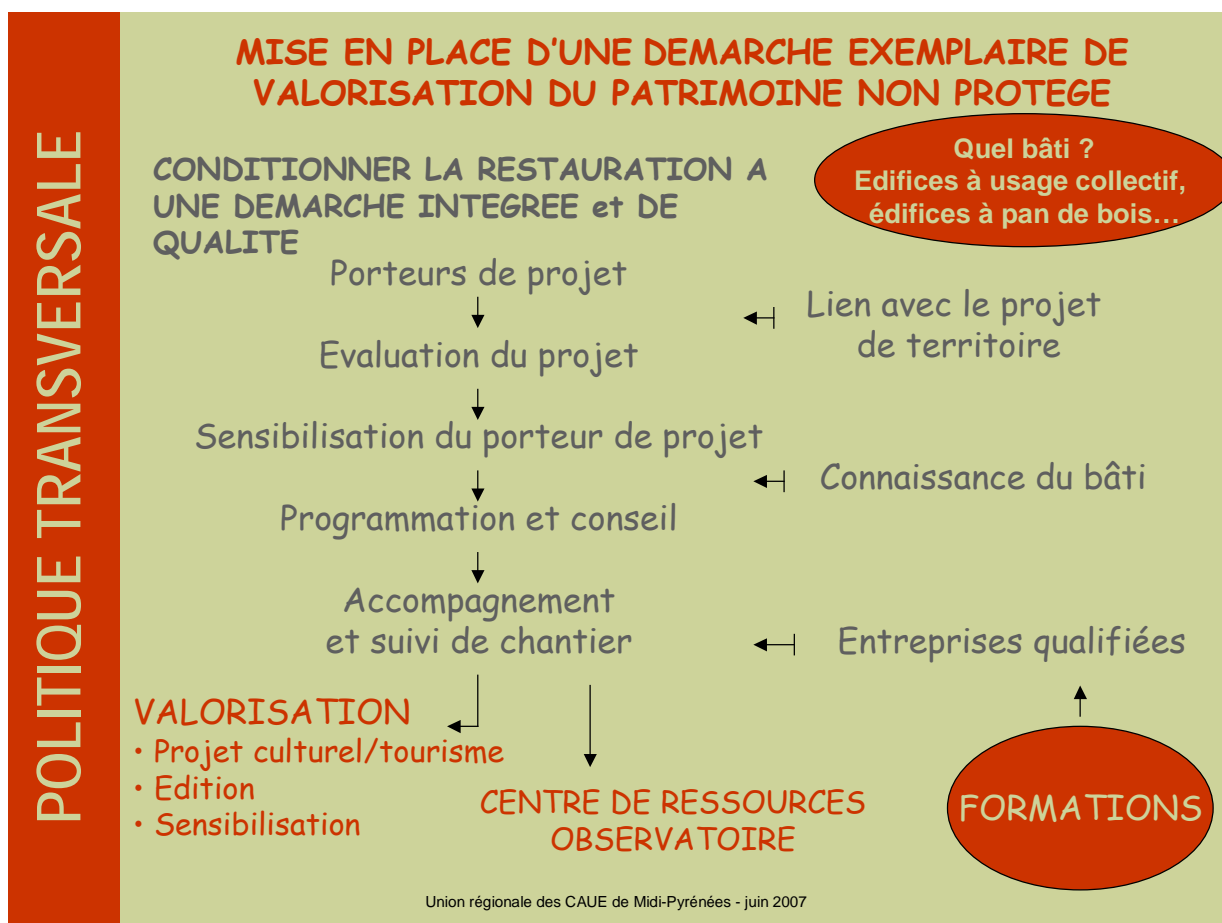 POLITIQUE TRANSVERSALE
MISE EN PLACE D'UNE DEMARCHE EXEMPLAIRE DE
VALORISATION DU PATRIMOINE NON PROTEGE
Quel bâti ?
Edifices à usage collectif,
édifices à pan de bois…
CONDITIONNER LA RESTAURATION A
UNE DEMARCHE INTEGREE et DE
QUALITE
Porteurs de projet
Lien avec le projet
de territoire
Evaluation du projet
Sensibilisation du porteur de projet
Connaissance du bâti
Programmation et conseil
Accompagnement
et suivi de chantier
Entreprises qualifiées
VALORISATION
• Projet culturel/tourisme
• Edition
• Sensibilisation
CENTRE DE RESSOURCES
OBSERVATOIRE
FORMATIONS
Union régionale des CAUE de Midi-Pyrénées - juin 2007